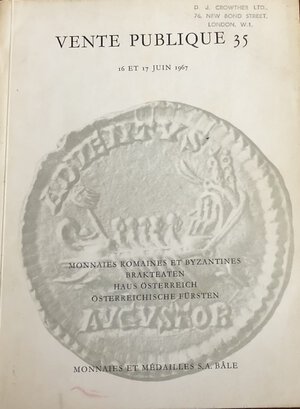 D. J. CROWTHER LTD.,
76, NEW BOND STREET,
LONDON, W.1.
VENTE PUBLIQUE 35
16 ET 17 JUIN 1967
ADVENTVS
MONNAIES ROMAINES ET BYZANTINES
BRAKTEATEN
HAUS ÖSTERREICH
ÖSTERREICHISCHE FÜRSTEN
AVGVSTOR
MONNAIES ET MÉDAILLES S.A. BÂLE